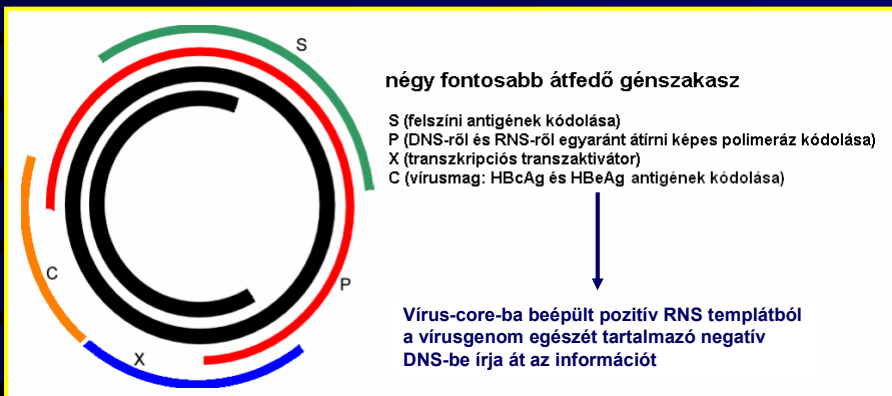 S
P
C
X
négy fontosabb átfedő génszakasz
S (felszíni antigének kódolása)
P (DNS-ről és RNS-ről egyaránt átírni képes polimeráz kódolása)
X (transzkripciós transzaktivátor)
C (vírusmag: HBcAg és HBeAg antigének kódolása)
Vírus-core-ba beépült pozitív RNS templátból
a vírusgenom egészét tartalmazó negatív
DNS-be írja át az információt